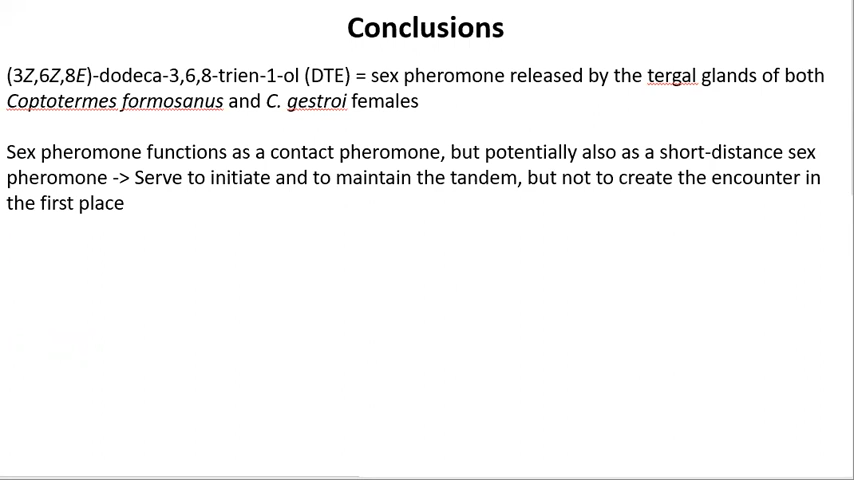 Conclusions
(3Z,6Z,8E)-dodeca-3,6,8-trien-1-ol (DTE) = sex pheromone released by the tergal glands of both
Coptotermes formosanus and C. gestroi females
Sex pheromone functions as a contact pheromone, but potentially also as a short-distance sex
pheromone -> Serve to initiate and to maintain the tandem, but not to create the encounter in
the first place